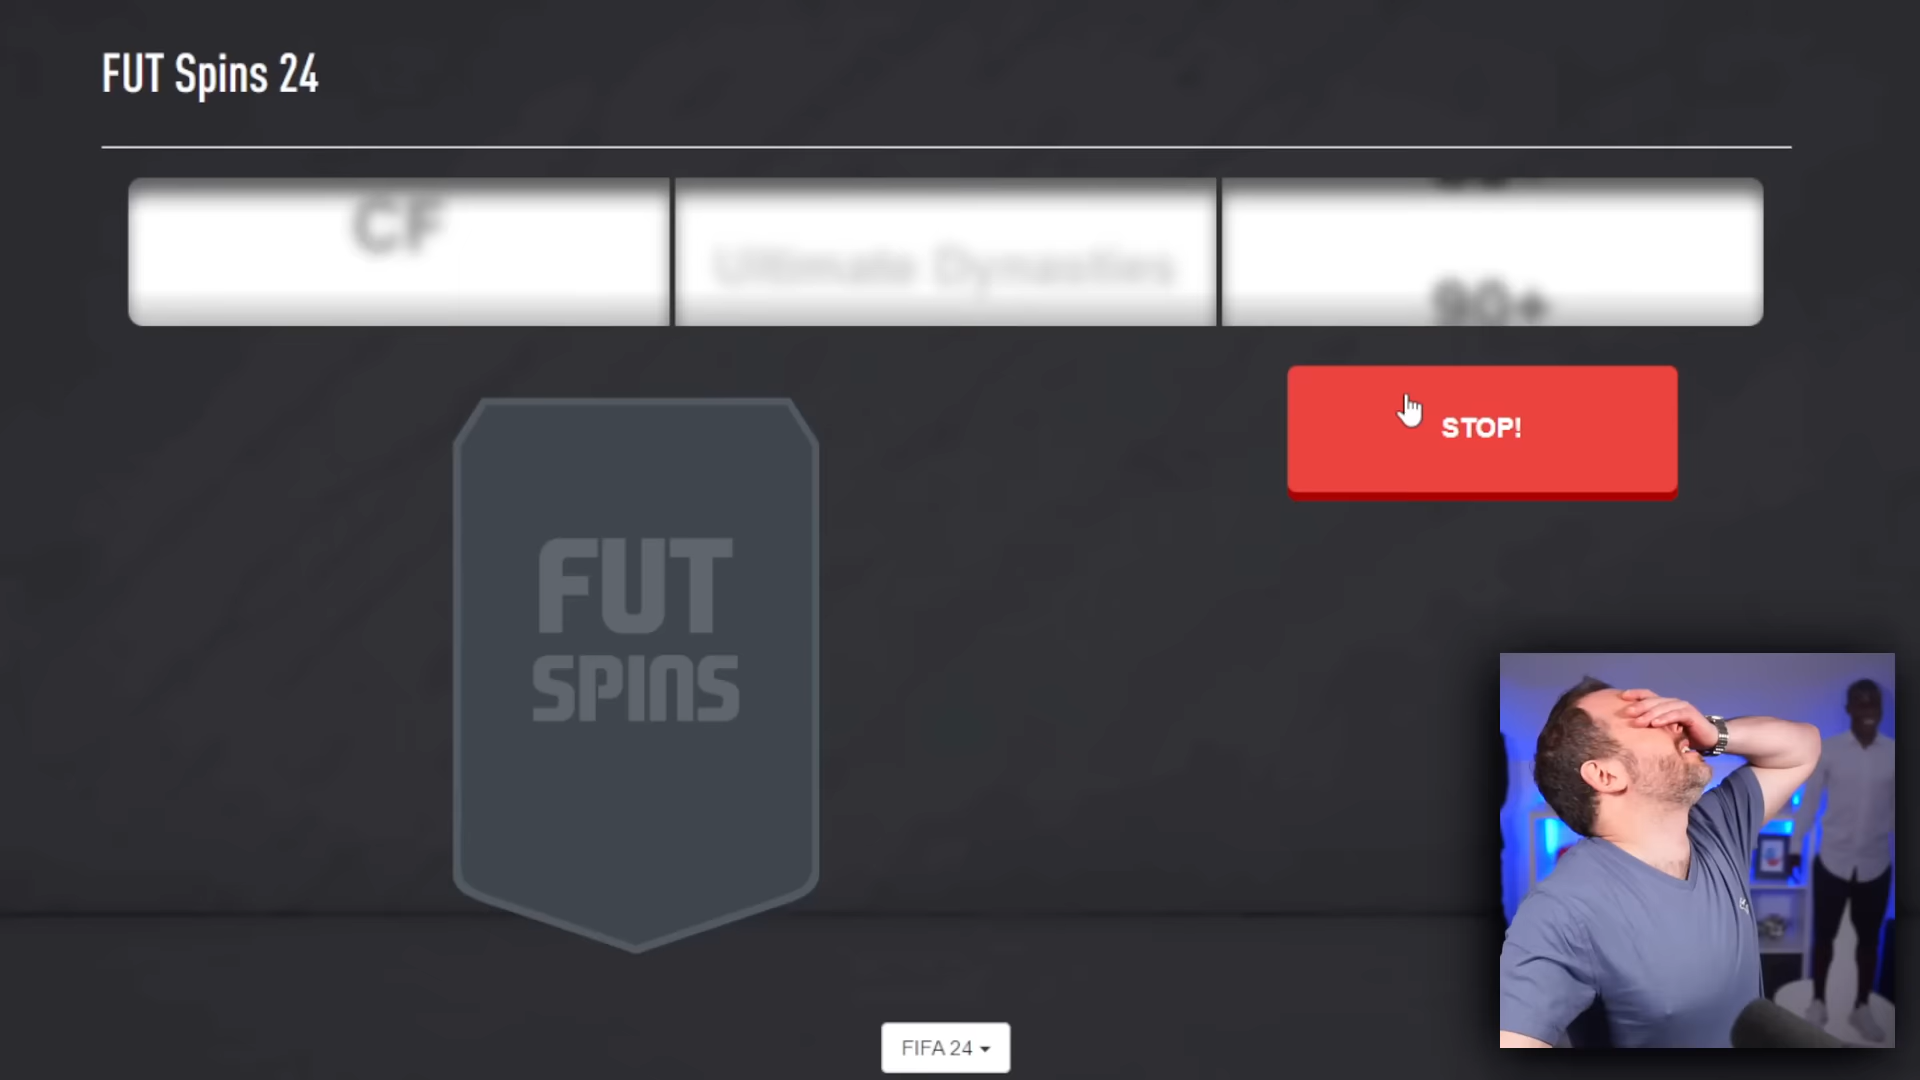 FUT Spins 24
CF
Ultimate Dynasties
90+
STOP!
FUT
SPINS
FIFA 24